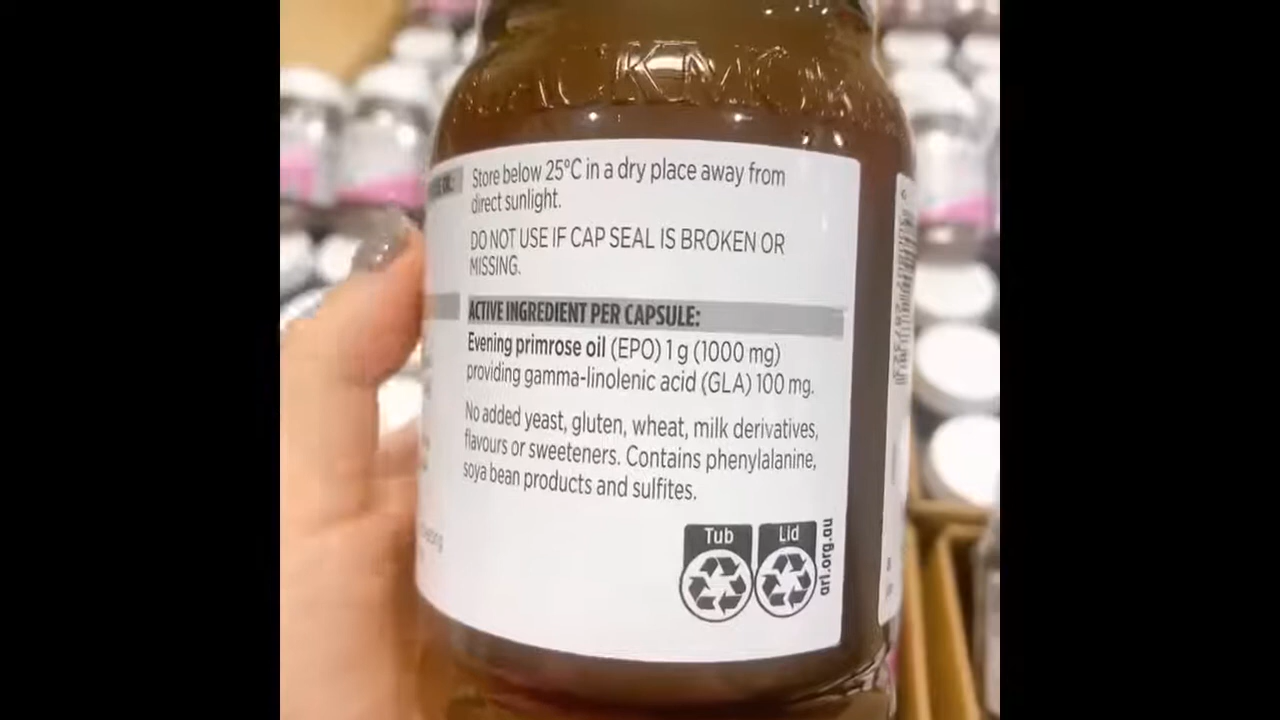 Store below 25°C in a dry place away from
direct sunlight.
DO NOT USE IF CAP SEAL IS BROKEN OR
MISSING.
ACTIVE INGREDIENT PER CAPSULE:
Evening primrose oil (EPO) 1 g (1000 mg)
providing gamma-linolenic acid (GLA) 100 mg.
No added yeast, gluten, wheat, milk derivatives,
flavours or sweeteners. Contains phenylalanine,
soya bean products and sulfites.
Tub
Lid
arl.org.au